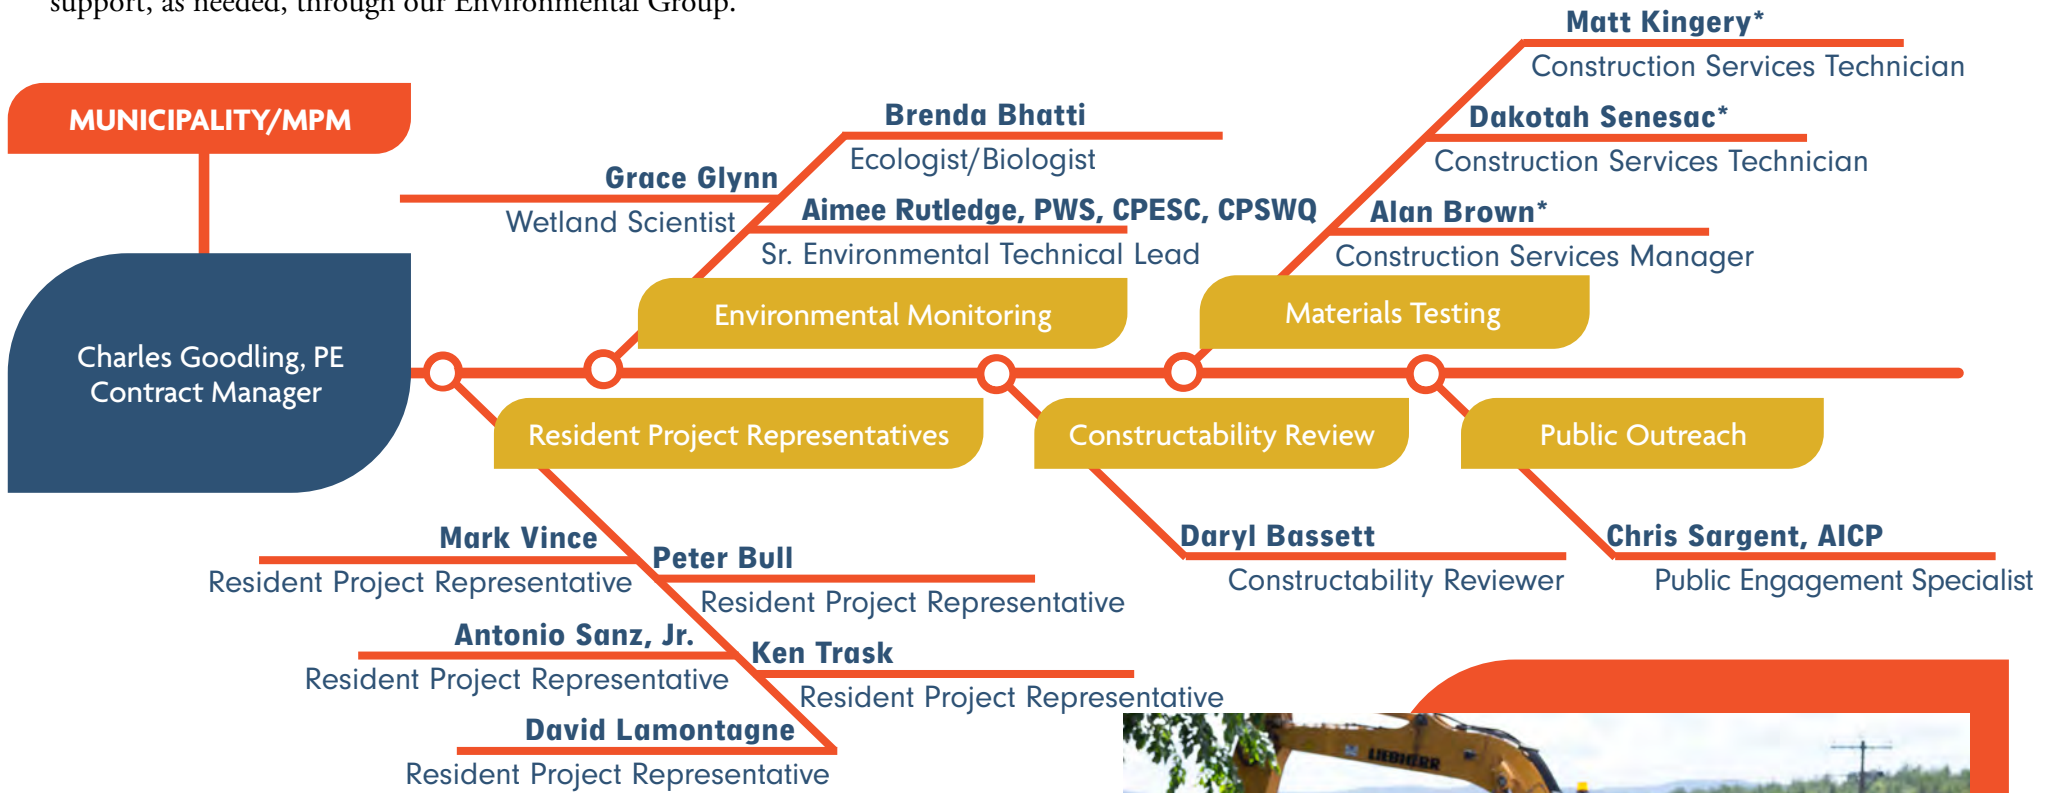 support, as needed, through our Environmental Group.
MUNICIPALITY/MPM
Charles Goodling, PE
Contract Manager
Resident Project Representatives
Mark Vince
Resident Project Representative
Peter Bull
Resident Project Representative
Antonio Sanz, Jr.
Resident Project Representative
Ken Trask
Resident Project Representative
David Lamontagne
Resident Project Representative
Environmental Monitoring
Brenda Bhatti
Ecologist/Biologist
Grace Glynn
Wetland Scientist
Aimee Rutledge, PWS, CPESC, CPSWQ
Sr. Environmental Technical Lead
Constructability Review
Daryl Bassett
Constructability Reviewer
Materials Testing
Matt Kingery*
Construction Services Technician
Dakotah Senesac*
Construction Services Technician
Alan Brown*
Construction Services Manager
Public Outreach
Chris Sargent, AICP
Public Engagement Specialist
LIEBHERR